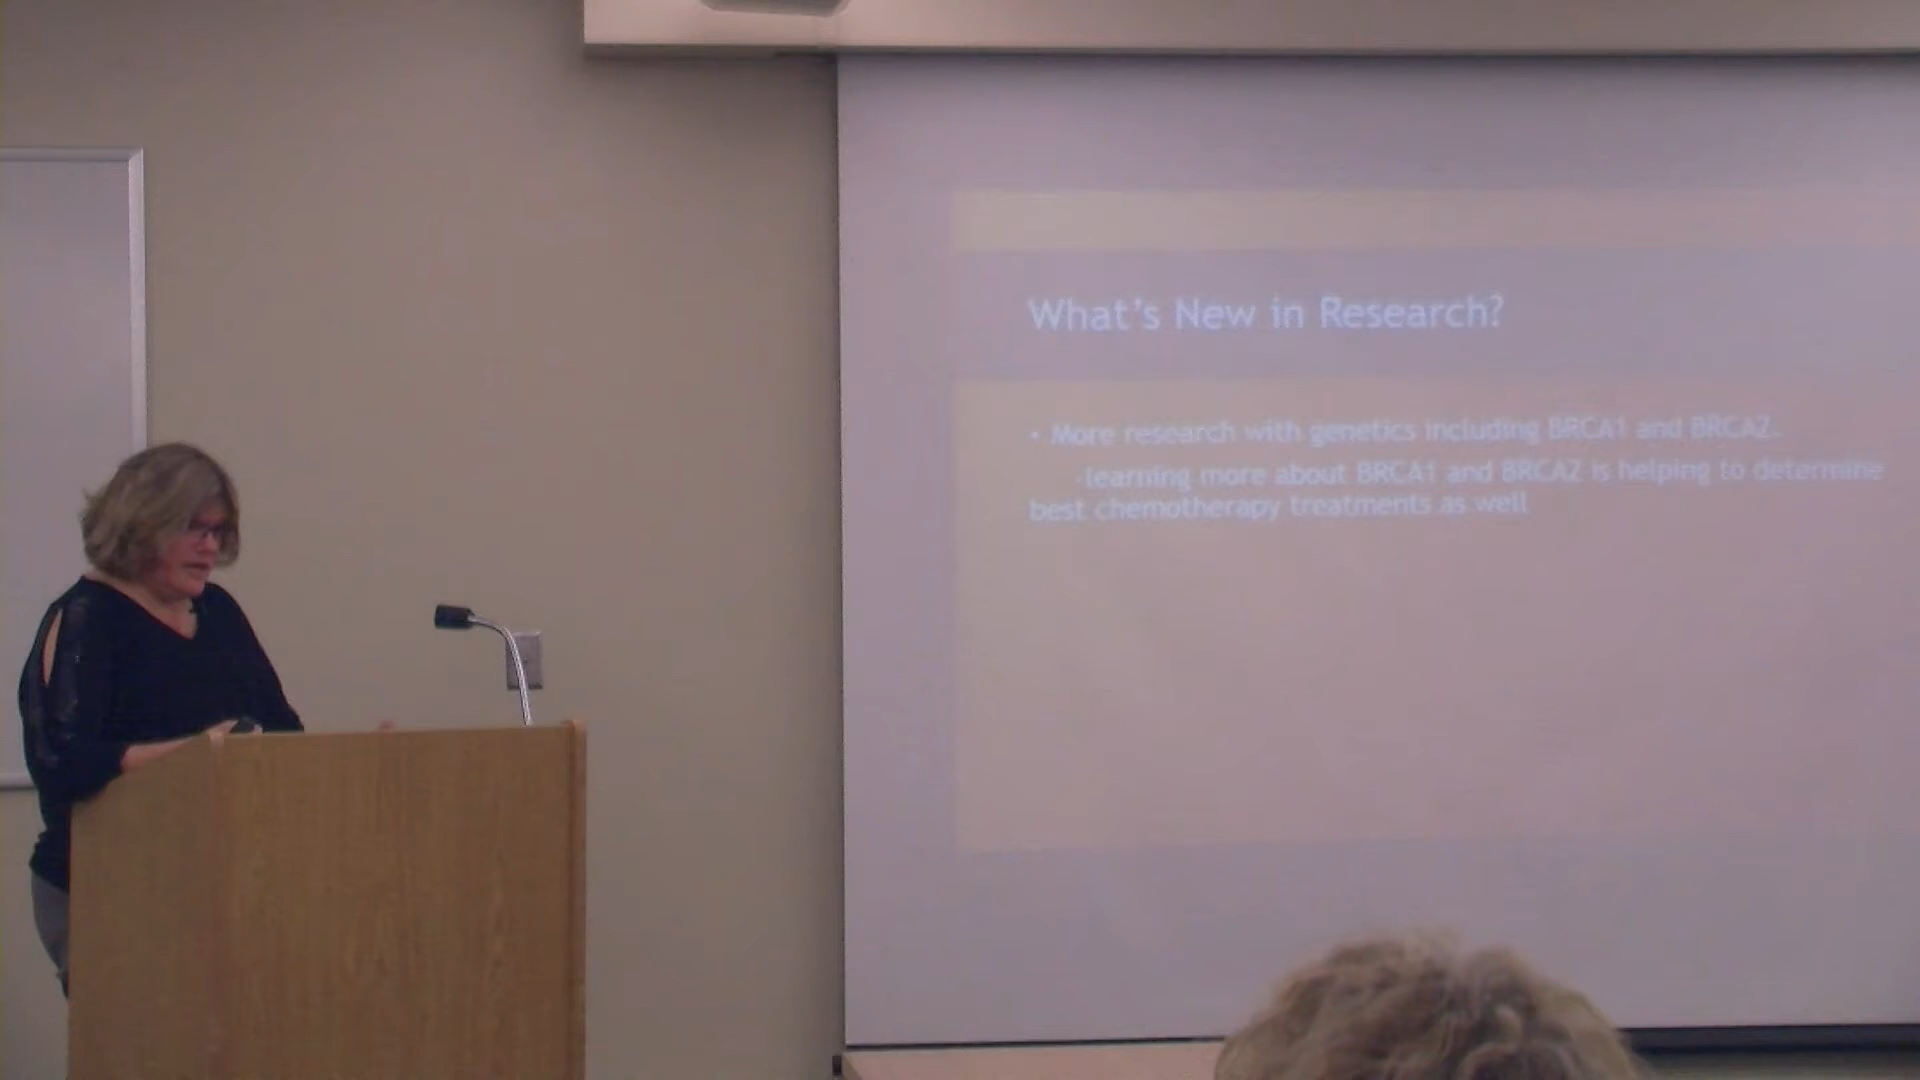 What's New in Research?
• More research with genetics including BRCA1 and BRCA2.
-learning more about BRCA1 and BRCA2 is helping to determine
best chemotherapy treatments as well